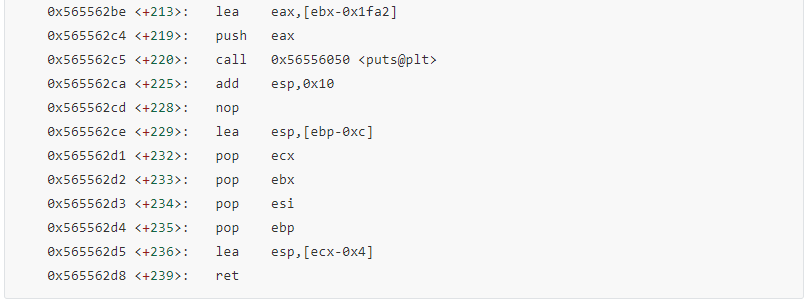 0x565562be <+213>:   lea    eax,[ebx-0x1fa2]
0x565562c4 <+219>:   push   eax
0x565562c5 <+220>:   call   0x56556050 <puts@plt>
0x565562ca <+225>:   add    esp,0x10
0x565562cd <+228>:   nop
0x565562ce <+229>:   lea    esp,[ebp-0xc]
0x565562d1 <+232>:   pop    ecx
0x565562d2 <+233>:   pop    ebx
0x565562d3 <+234>:   pop    esi
0x565562d4 <+235>:   pop    ebp
0x565562d5 <+236>:   lea    esp,[ecx-0x4]
0x565562d8 <+239>:   ret